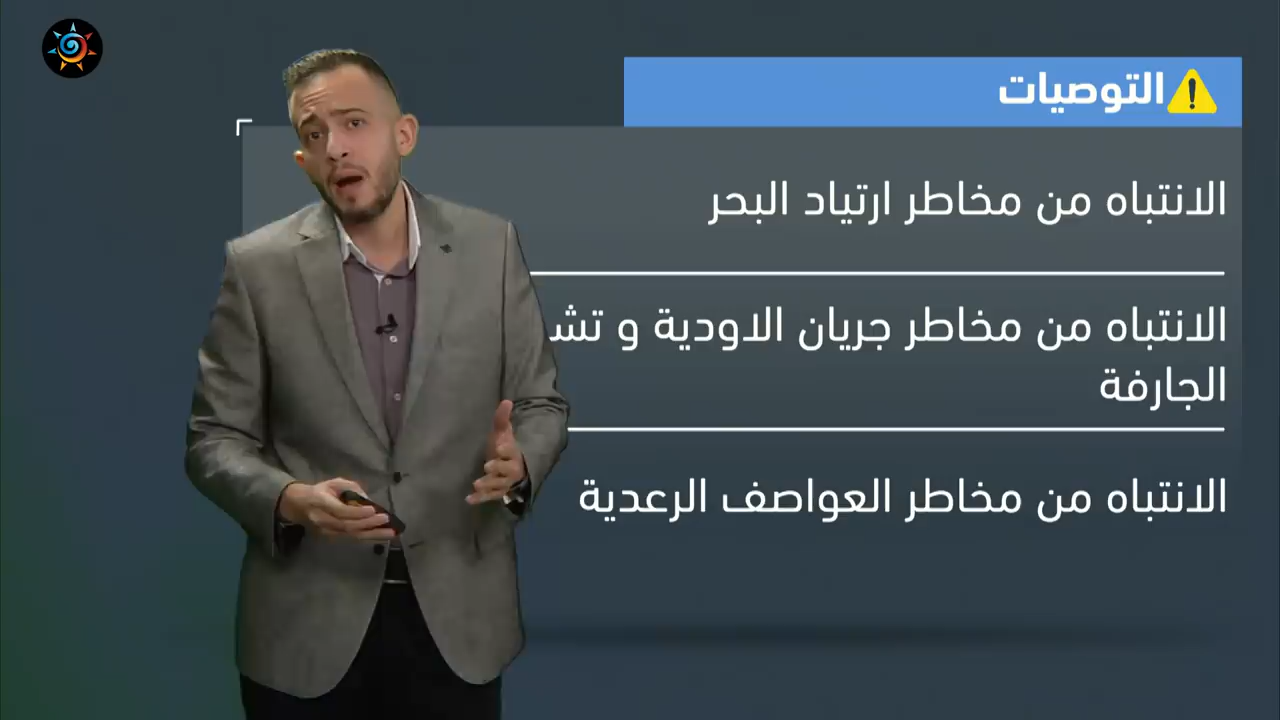 التوصيات
الانتباه من مخاطر ارتياد البحر
الانتباه من مخاطر جريان الاودية و
الجارفة
الانتباه من مخاطر العواصف الرعدية